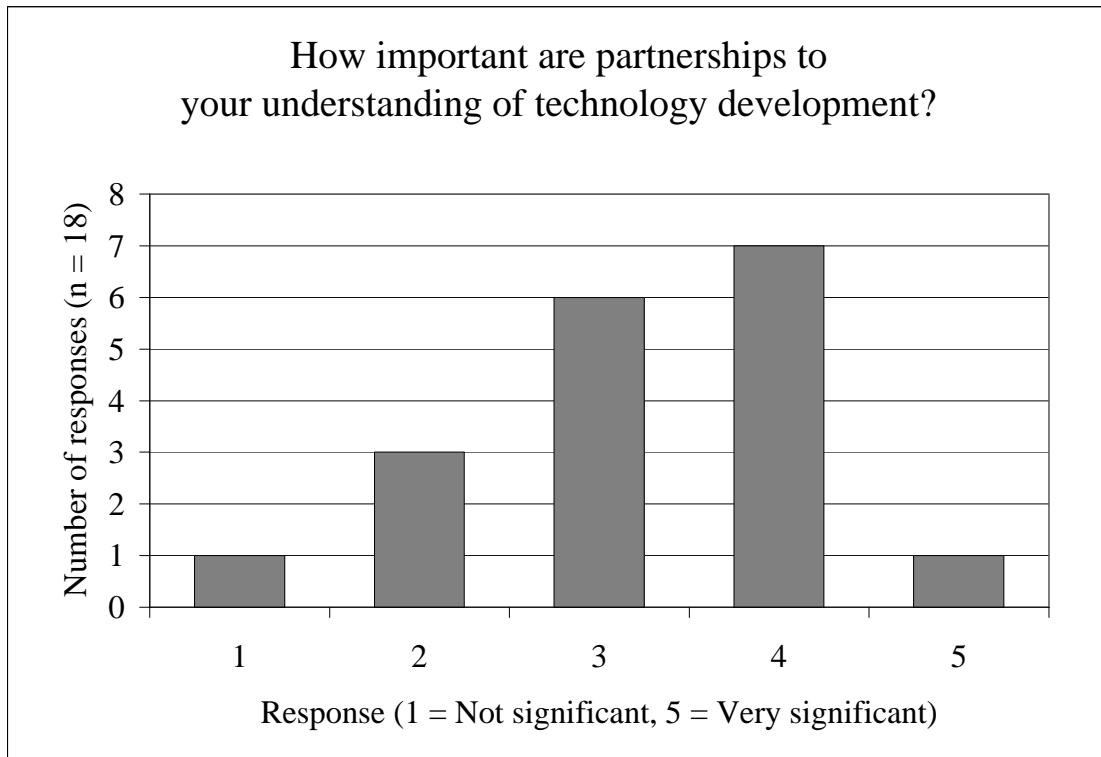 How important are partnerships to
your understanding of technology development?
Number of responses (n = 18)
8
7
6
5
4
3
2
1
0
1 2 3 4 5
Response (1 = Not significant, 5 = Very significant)